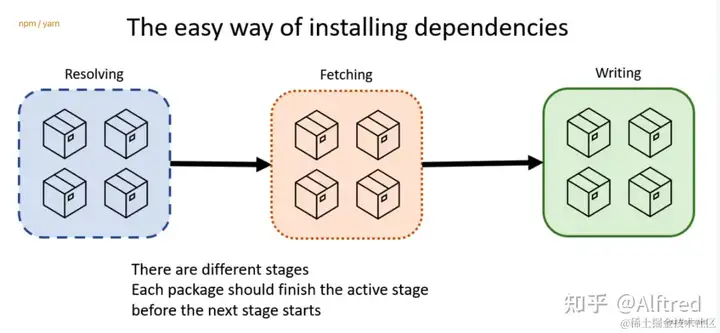 npm / yarn
The easy way of installing dependencies
Resolving
Fetching
Writing
There are different stages
Each package should finish the active stage
before the next stage starts
知乎 @Alftred
@稀土掘金技术社区